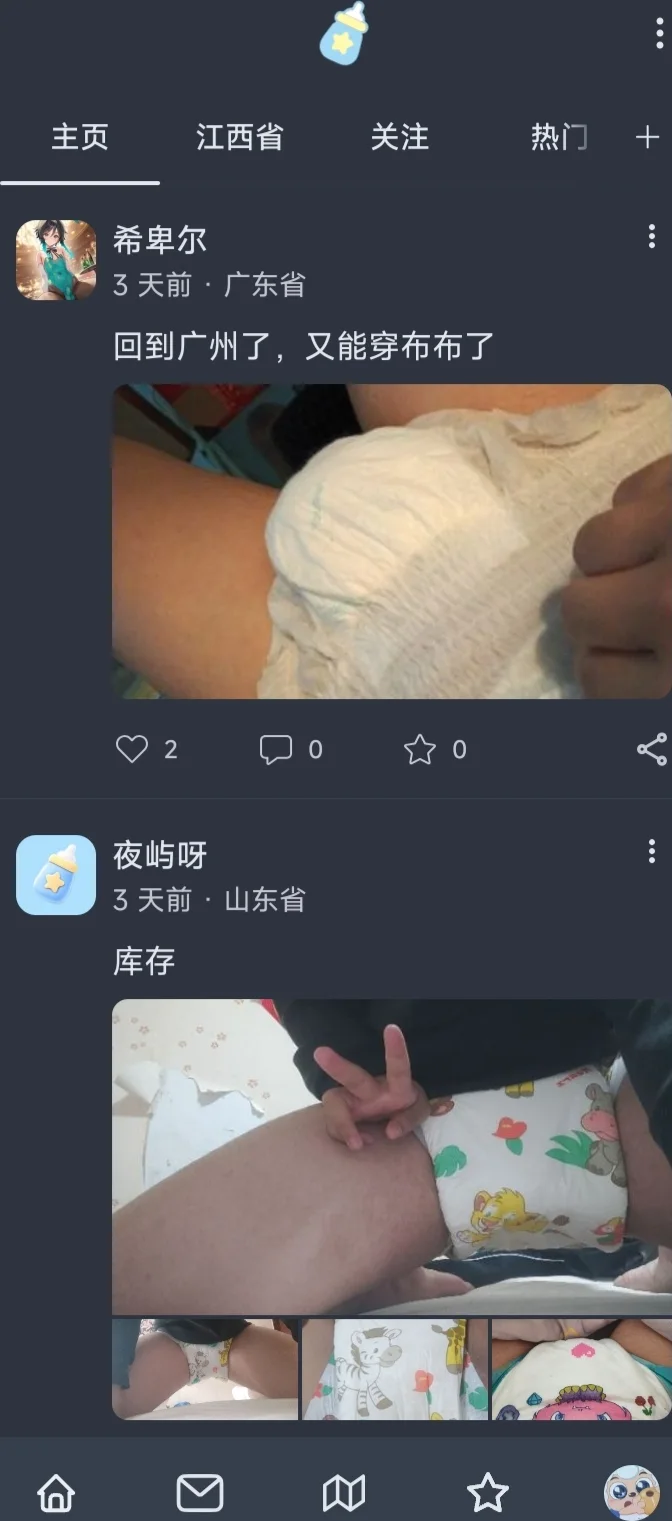 主页
江西省
关注
热门
希卑尔
3 天前 · 广东省
回到广州了，又能穿布布了
2
0
0
夜屿呀
3 天前 · 山东省
库存